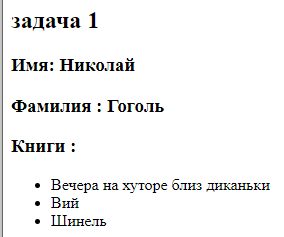 задача 1
Имя: Николай
Фамилия : Гоголь
Книги :
Вечера на хуторе близ диканьки
Вий
Шинель